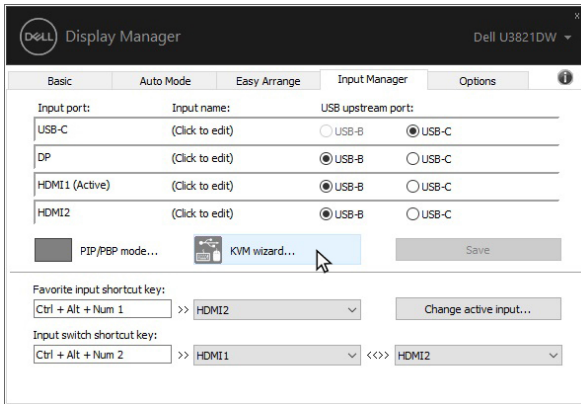 DELL Display Manager Dell U3821DW
Basic Auto Mode Easy Arrange Input Manager Options
Input port: Input name: USB upstream port:
USB-C (Click to edit) USB-B USB-C
DP (Click to edit) USB-B USB-C
HDMI1 (Active) (Click to edit) USB-B USB-C
HDMI2 (Click to edit) USB-B USB-C
PIP/PBP mode... KVM wizard... Save
Favorite input shortcut key:
Ctrl + Alt + Num 1 >> HDMI2 Change active input...
Input switch shortcut key:
Ctrl + Alt + Num 2 >> HDMI1 <<>> HDMI2